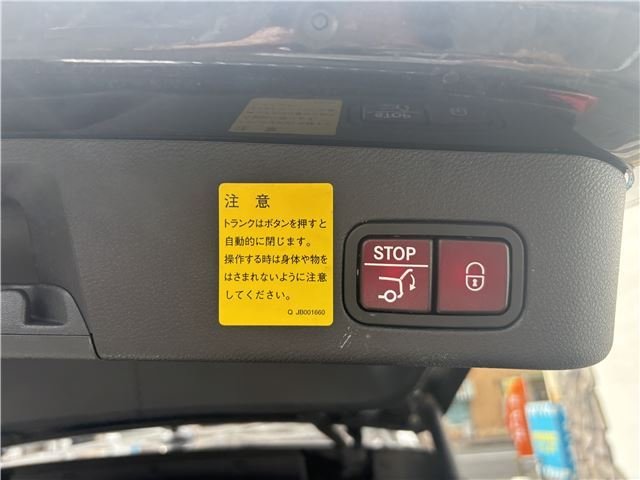 注 意
トランクはボタンを押すと
自動的に閉じます。
操作する時は身体や物を
はさまれないように注意
してください。
Q JB001660
STOP